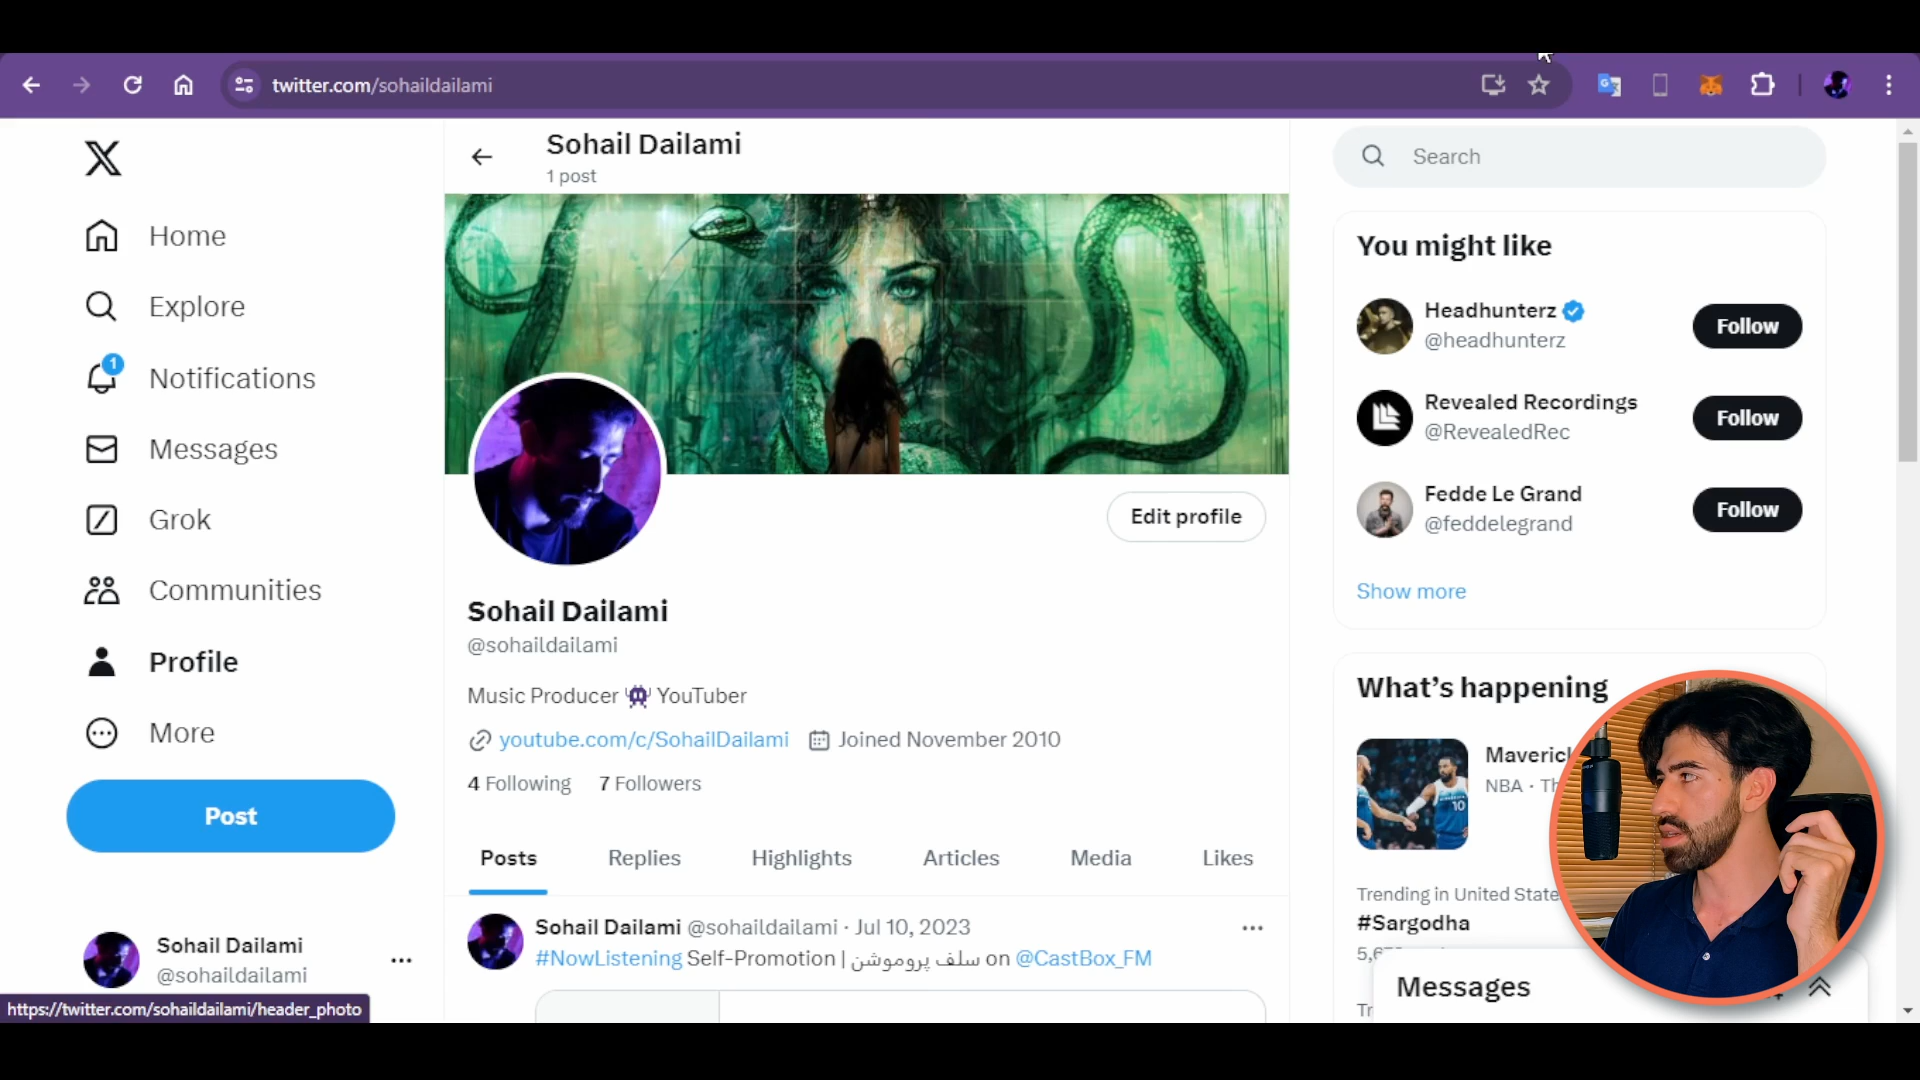 twitter.com/sohaildailami
Home
Explore
1
Notifications
Messages
Grok
Communities
Profile
More
Post
Sohail Dailami
@sohaildailami
https://twitter.com/sohaildailami/header_photo
Sohail Dailami
1 post
Edit profile
Sohail Dailami
@sohaildailami
Music Producer YouTuber
youtube.com/c/SohailDailami Joined November 2010
4 Following 7 Followers
Posts Replies Highlights Articles Media Likes
Sohail Dailami @sohaildailami · Jul 10, 2023
#NowListening Self-Promotion | سلف پروموشن on @CastBox_FM
Search
You might like
Headhunterz
@headhunterz
Follow
Revealed Recordings
@RevealedRec
Follow
Fedde Le Grand
@feddelegrand
Follow
Show more
What’s happening
NBA ·
10
Trending in United State
#Sargodha
Messages